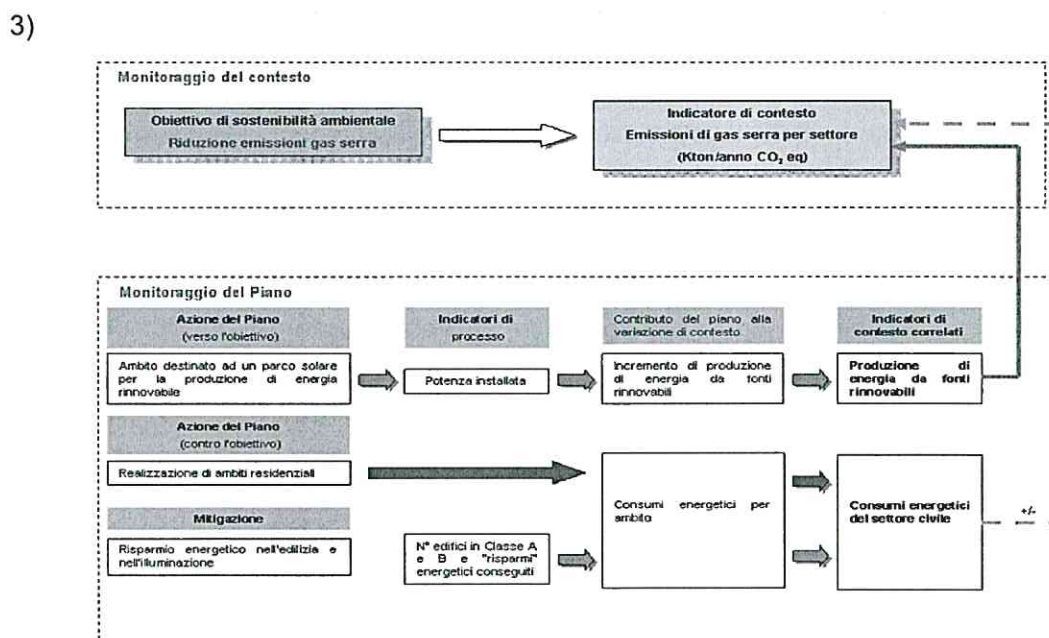 3)
Monitoraggio del contesto
Obiettivo di sostenibilità ambientale
Riduzione emissioni gas serra
Indicatore di contesto
Emissioni di gas serra per settore
(Kton/anno CO₂ eq)
Monitoraggio del Piano
Azione del Piano
(verso l'obiettivo)
Indicatori di
processo
Contributo del piano alla
variazione di contesto
Indicatori di
contesto correlati
Ambito destinato ad un parco solare
per la produzione di energia
rinnovabile
Potenza installata
Incremento di produzione
di energia da fonti
rinnovabili
Produzione di
energia da fonti
rinnovabili
Azione del Piano
(contro l'obiettivo)
Realizzazione di ambiti residenziali
Consumi energetici per
ambito
Consumi energetici
del settore civile
+/-
Mitigazione
Risparmio energetico nell'edilizia e
nell'illuminazione
N° edifici in Classe A
e B e "risparmi"
energetici conseguiti